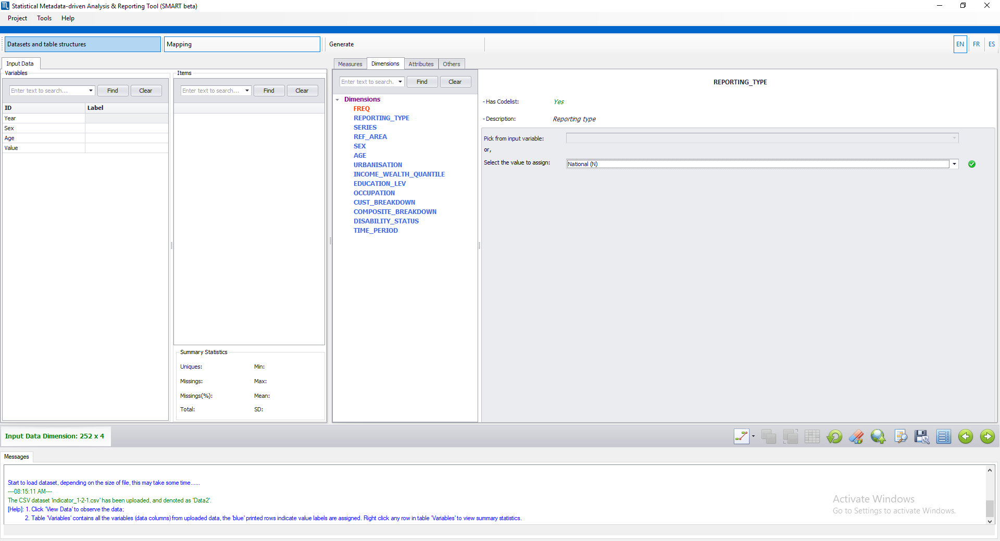 Statistical Metadata-driven Analysis & Reporting Tool (SMART beta)
Project Tools Help
Datasets and table structures
Mapping
Generate
EN FR ES
Input Data
Variables
Enter text to search...
Find
Clear
ID Label
Year
Sex
Age
Value
Items
Enter text to search...
Find
Clear
Summary Statistics
Uniques: Min:
Missings: Max:
Missings(%): Mean:
Total: SD:
Measures Dimensions Attributes Others
Enter text to search.
Find
Clear
Dimensions
FREQ
REPORTING_TYPE
SERIES
REF_AREA
SEX
AGE
URBANISATION
INCOME_WEALTH_QUANTILE
EDUCATION_LEV
OCCUPATION
CUST_BREAKDOWN
COMPOSITE_BREAKDOWN
DISABILITY_STATUS
TIME_PERIOD
REPORTING_TYPE
- Has Codelist: Yes
- Description: Reporting type
Pick from input variable:
or,
Select the value to assign: National (N)
Input Data Dimension: 252 x 4
Messages
Start to load dataset, depending on the size of file, this may take some time......
----08:15:11 AM----
The CSV dataset 'indicator_1-2-1.csv' has been uploaded, and denoted as 'Data2'.
[Help]: 1. Click 'View Data' to observe the data;
2. Table 'Variables' contains all the variables (data columns) from uploaded data, the 'blue' printed rows indicate value labels are assigned. Right click any row in table 'Variables' to view summary statistics.
Activate Windows
Go to Settings to activate Windows.